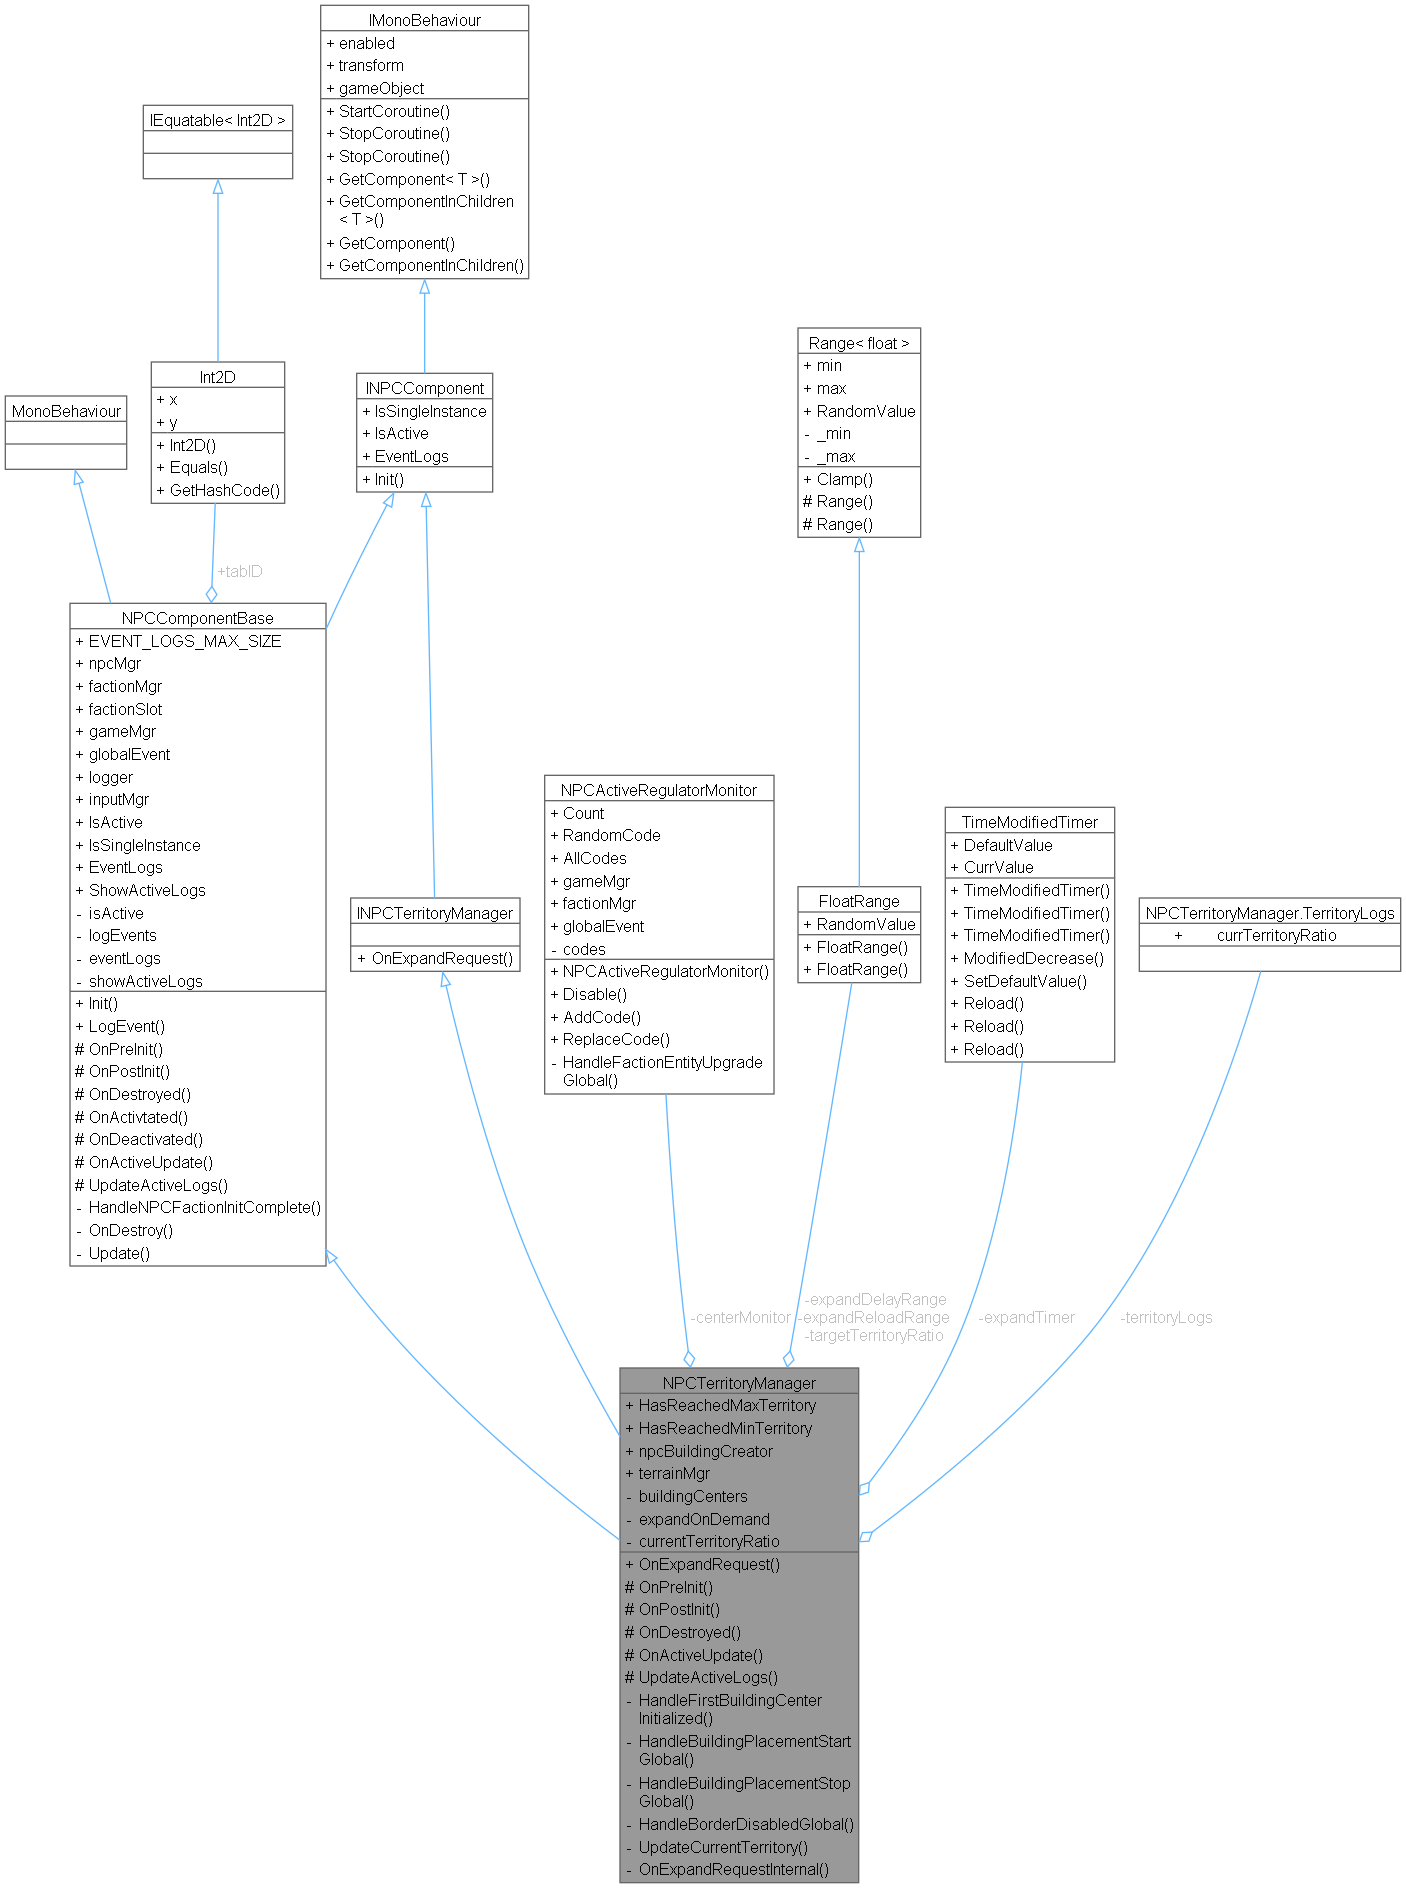 IMonoBehaviour
+ enabled
+ transform
+ gameObject
+ StartCoroutine()
+ StopCoroutine()
+ StopCoroutine()
+ GetComponent< T >()
+ GetComponentInChildren
< T >()
+ GetComponent()
+ GetComponentInChildren()
IEquatable< Int2D >
Int2D
+ x
+ y
+ Int2D()
+ Equals()
+ GetHashCode()
MonoBehaviour
INPCComponent
+ IsSingleInstance
+ IsActive
+ EventLogs
+ Init()
Range< float >
+ min
+ max
+ RandomValue
- _min
- _max
+ Clamp()
# Range()
# Range()
+tabID
NPCComponentBase
+ EVENT_LOGS_MAX_SIZE
+ npcMgr
+ factionMgr
+ factionSlot
+ gameMgr
+ globalEvent
+ logger
+ inputMgr
+ IsActive
+ IsSingleInstance
+ EventLogs
+ ShowActiveLogs
- isActive
- logEvents
- eventLogs
- showActiveLogs
+ Init()
+ LogEvent()
# OnPreInit()
# OnPostInit()
# OnDestroyed()
# OnActivtated()
# OnDeactivated()
# OnActiveUpdate()
# UpdateActiveLogs()
- HandleNPCFactionInitComplete()
- OnDestroy()
- Update()
INPCTerritoryManager
+ OnExpandRequest()
NPCActiveRegulatorMonitor
+ Count
+ RandomCode
+ AllCodes
+ gameMgr
+ factionMgr
+ globalEvent
- codes
+ NPCActiveRegulatorMonitor()
+ Disable()
+ AddCode()
+ ReplaceCode()
- HandleFactionEntityUpgrade
Global()
FloatRange
+ RandomValue
+ FloatRange()
+ FloatRange()
TimeModifiedTimer
+ DefaultValue
+ CurrValue
+ TimeModifiedTimer()
+ TimeModifiedTimer()
+ TimeModifiedTimer()
+ ModifiedDecrease()
+ SetDefaultValue()
+ Reload()
+ Reload()
+ Reload()
NPCTerritoryManager.TerritoryLogs
+ currTerritoryRatio
-centerMonitor
-expandDelayRange
-expandReloadRange
-targetTerritoryRatio
-expandTimer
-territoryLogs
NPCTerritoryManager
+ HasReachedMaxTerritory
+ HasReachedMinTerritory
+ npcBuildingCreator
+ terrainMgr
- buildingCenters
- expandOnDemand
- currentTerritoryRatio
+ OnExpandRequest()
# OnPreInit()
# OnPostInit()
# OnDestroyed()
# OnActiveUpdate()
# UpdateActiveLogs()
- HandleFirstBuildingCenter
Initialized()
- HandleBuildingPlacementStart
Global()
- HandleBuildingPlacementStop
Global()
- HandleBorderDisabledGlobal()
- UpdateCurrentTerritory()
- OnExpandRequestInternal()